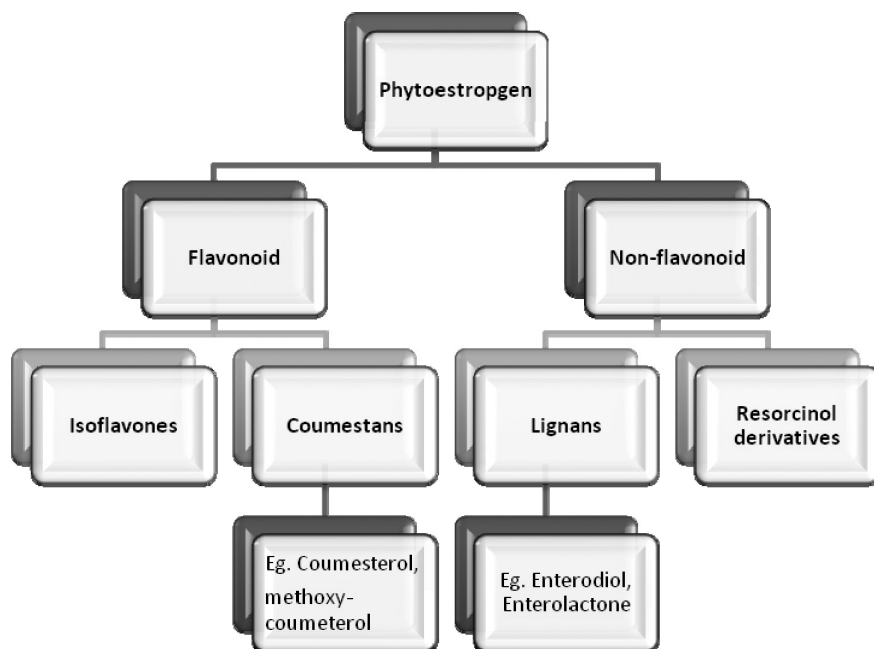 Phytoestropgen
Flavonoid
Non-flavonoid
Isoflavones
Coumestans
Lignans
Resorcinol
derivatives
Eg. Coumesterol,
methoxy-
coumeterol
Eg. Enterodiol,
Enterolactone